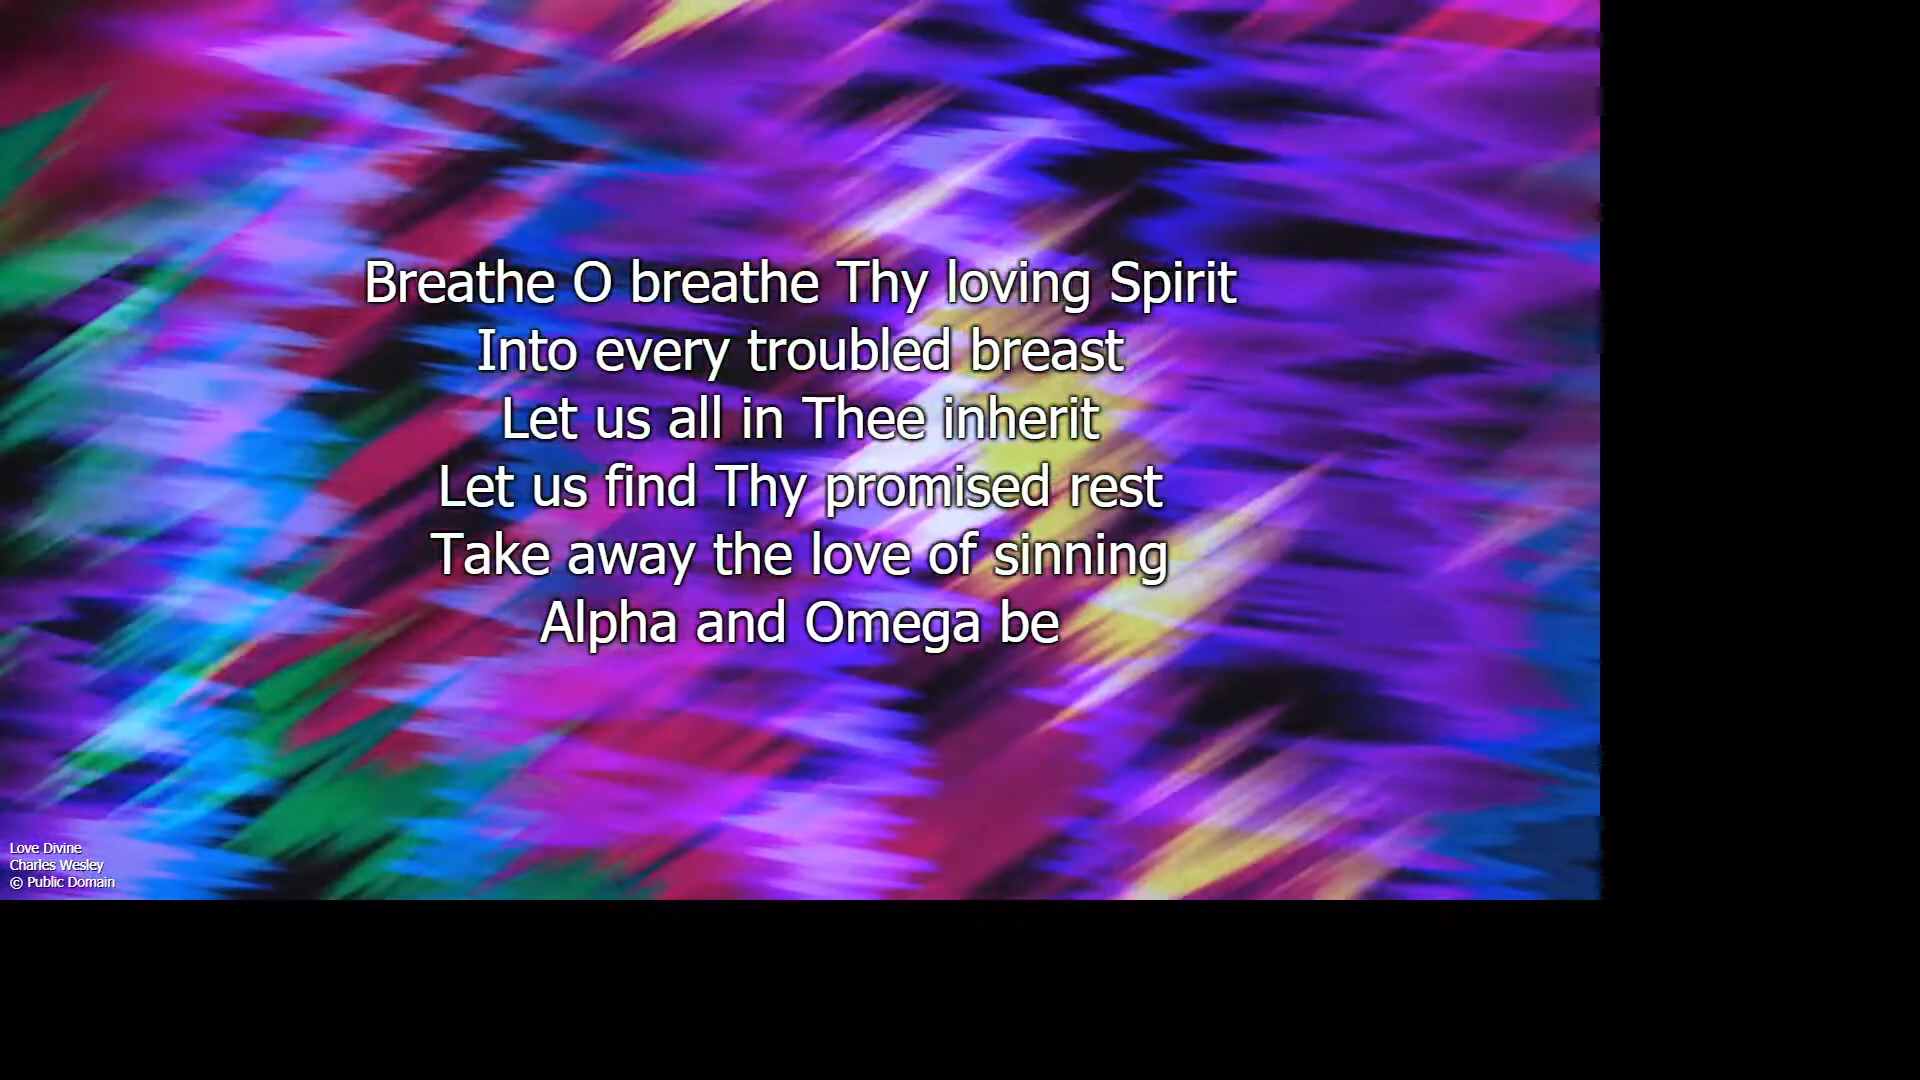 Breathe O breathe Thy loving Spirit
Into every troubled breast
Let us all in Thee inherit
Let us find Thy promised rest
Take away the love of sinning
Alpha and Omega be
Love Divine
Charles Wesley
© Public Domain